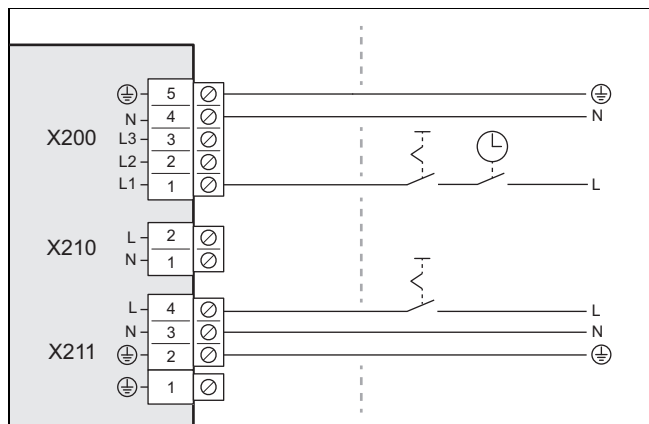 ⏚ 5 ⏚
N 4 N
X200 L3 3
L2 2
L1 1 L
L 2
X210 N 1
L 4 L
N 3 N
X211 ⏚ 2 ⏚
⏚ 1